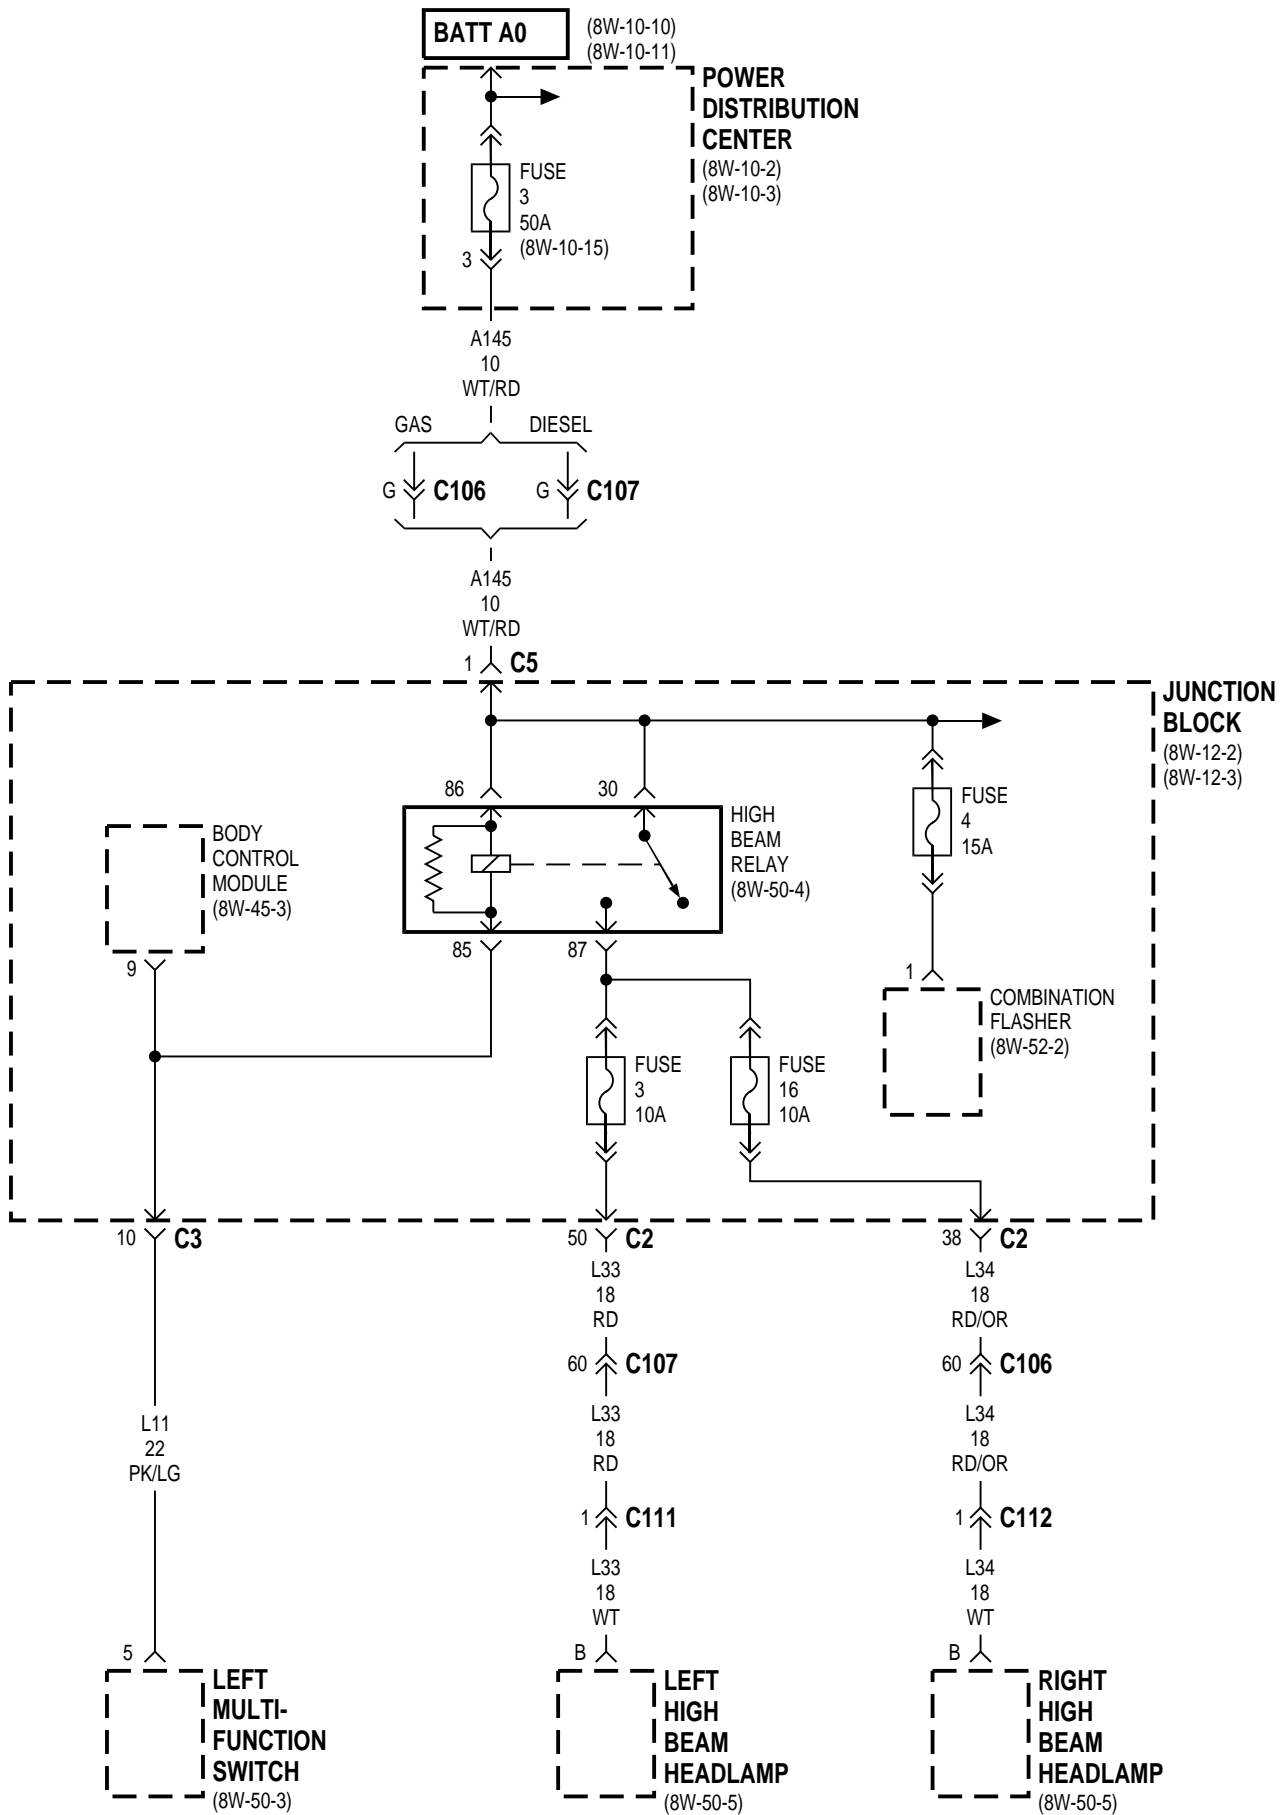 BATT A0
(8W-10-10)
(8W-10-11)
POWER
DISTRIBUTION
CENTER
(8W-10-2)
(8W-10-3)
FUSE
3
50A
(8W-10-15)
3
A145
10
WT/RD
GAS
DIESEL
G
C106
G
C107
A145
10
WT/RD
1
C5
JUNCTION
BLOCK
(8W-12-2)
(8W-12-3)
86
30
HIGH
BEAM
RELAY
(8W-50-4)
FUSE
4
15A
BODY
CONTROL
MODULE
(8W-45-3)
9
85
87
1
COMBINATION
FLASHER
(8W-52-2)
FUSE
3
10A
FUSE
16
10A
10
C3
50
C2
38
C2
L33
18
RD
L34
18
RD/OR
60
C107
60
C106
L11
22
PK/LG
L33
18
RD
L34
18
RD/OR
1
C111
1
C112
L33
18
WT
L34
18
WT
5
B
B
LEFT
MULTI-
FUNCTION
SWITCH
(8W-50-3)
LEFT
HIGH
BEAM
HEADLAMP
(8W-50-5)
RIGHT
HIGH
BEAM
HEADLAMP
(8W-50-5)